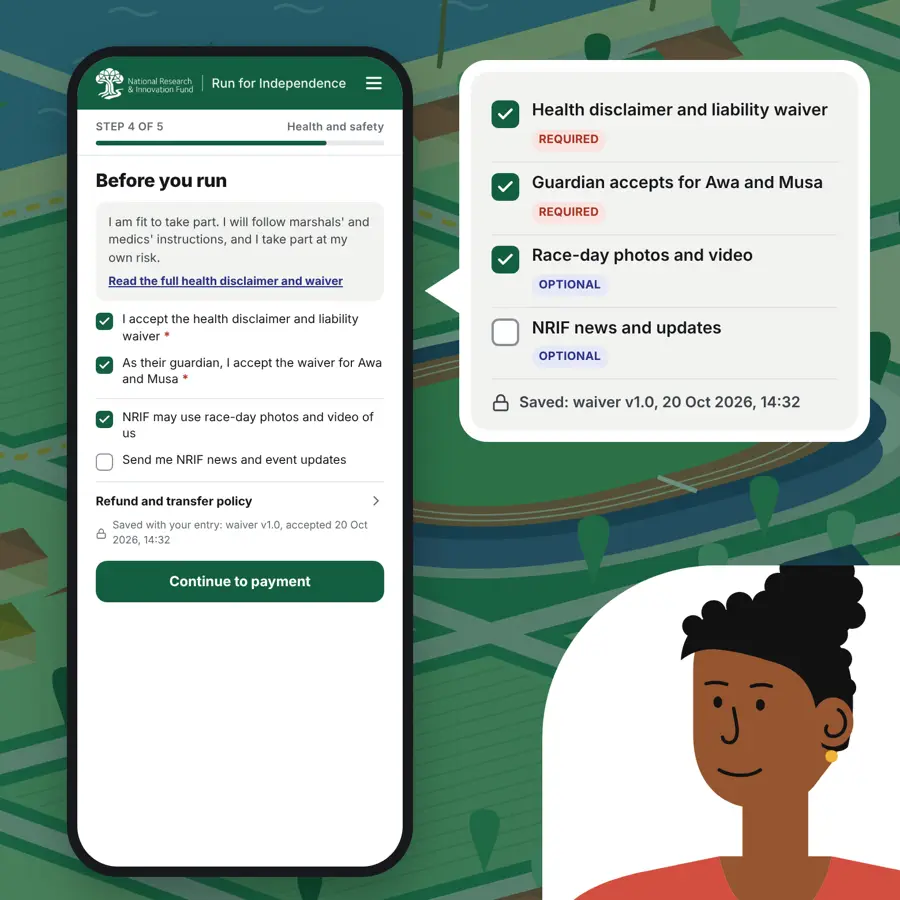 National Research
& Innovation Fund
Run for Independence
STEP 4 OF 5
Health and safety
Before you run
I am fit to take part. I will follow marshals' and
medics' instructions, and I take part at my
own risk.
Read the full health disclaimer and waiver
I accept the health disclaimer and liability
waiver *
As their guardian, I accept the waiver for Awa
and Musa *
NRIF may use race-day photos and video of
us
Send me NRIF news and event updates
Refund and transfer policy
Saved with your entry: waiver v1.0, accepted 20 Oct
2026, 14:32
Continue to payment
Health disclaimer and liability waiver
REQUIRED
Guardian accepts for Awa and Musa
REQUIRED
Race-day photos and video
OPTIONAL
NRIF news and updates
OPTIONAL
Saved: waiver v1.0, 20 Oct 2026, 14:32